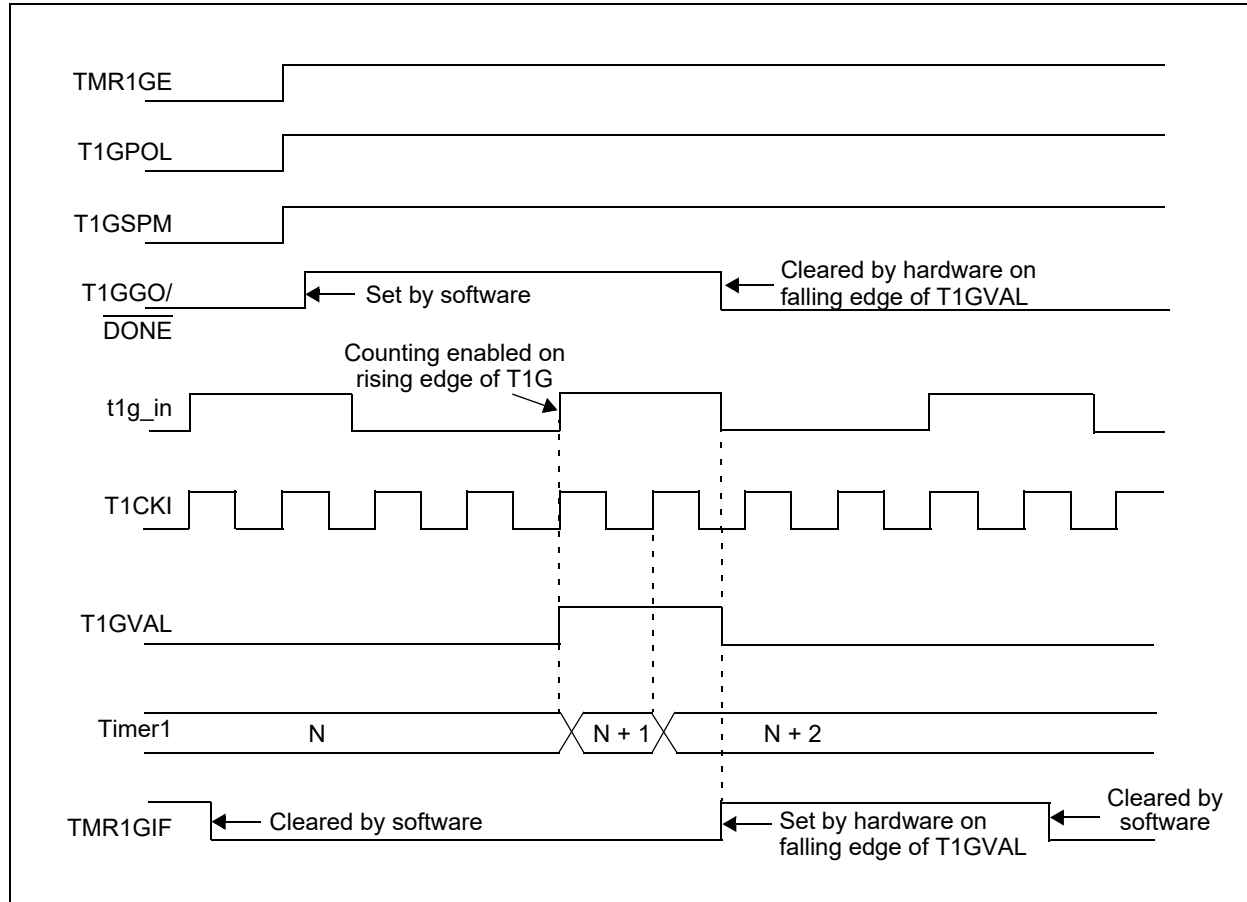 TMR1GE
T1GPOL
T1GSPM
T1GGO/
DONE
Set by software
Cleared by hardware on
falling edge of T1GVAL
Counting enabled on
rising edge of T1G
t1g_in
T1CKI
T1GVAL
Timer1
N
N + 1
N + 2
TMR1GIF
Cleared by software
Set by hardware on
falling edge of T1GVAL
Cleared by
software